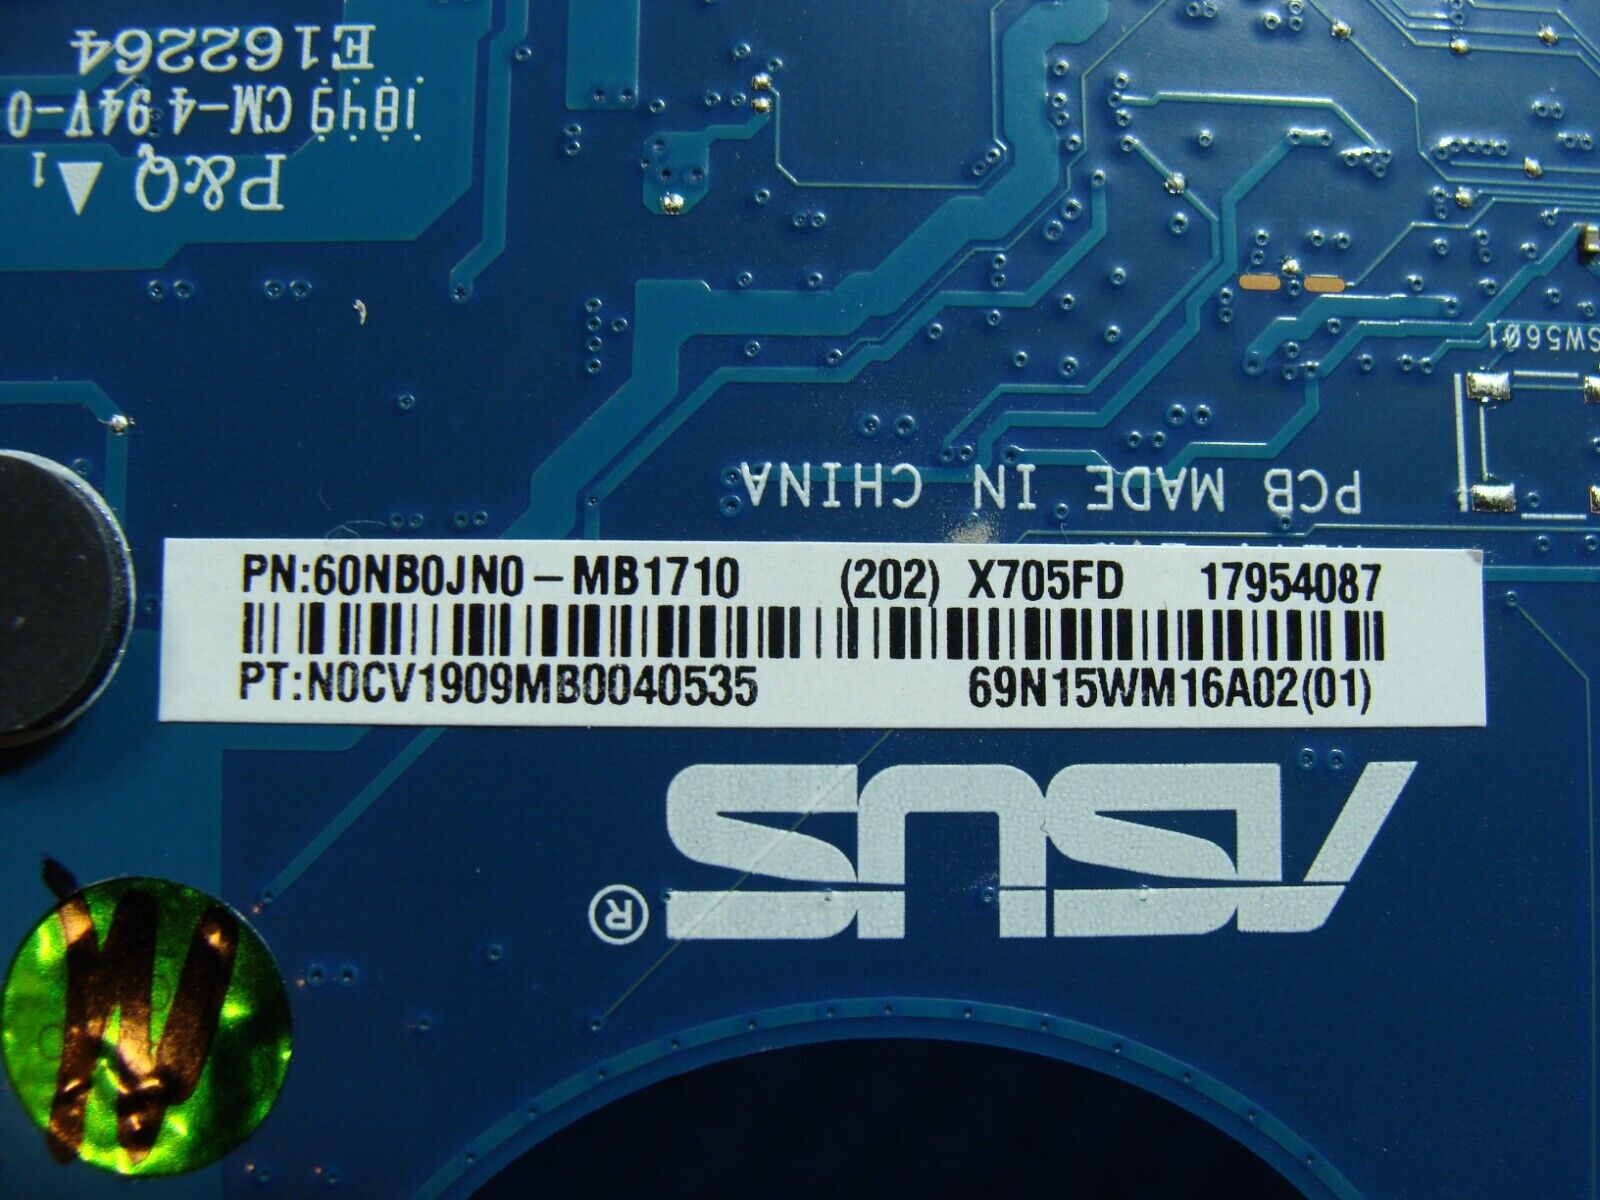 E162264
CM-4 94V-0
P&Q 1
SW5601
PCB MADE IN CHINA
PN:60NB0JN0-MB1710 (202) X705FD 17954087
PT:N0CV1909MB0040535 69N15WM16A02(01)
ASUS®